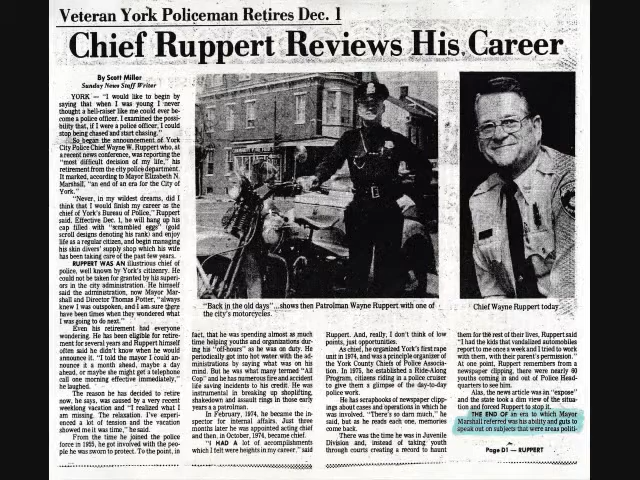 Veteran York Policeman Retires Dec. 1
Chief Ruppert Reviews His Career
By Scott Miller
Sunday News Staff Writer
YORK — "I would like to begin by
saying that when I was young I never
thought a hell-raiser like me could ever be-
come a police officer. I examined the possi-
bility that, if I were a police officer, I could
stop being chased and start chasing."
So began the announcement of York
City Police Chief Wayne W. Ruppert who, at
a recent news conference, was reporting the
"most difficult decision of my life," his
retirement from the city police department.
It marked, according to Mayor Elizabeth N.
Marshall, "an end of an era for the City of
York."
"Never, in my wildest dreams, did I
think that I would finish my career as the
chief of York's Bureau of Police," Ruppert
said. Effective Dec. 1, he will hang up his
cap filled with "scrambled eggs" (gold
scroll designs denoting his rank) and enjoy
life as a regular citizen, and begin managing
his skin divers' supply shop which his wife
has been taking care of the past few years.
RUPPERT WAS AN illustrious chief of
police, well known by York's citizenry. He
could not be taken for granted by his superi-
ors in the city administration. He himself
said the administration, now Mayor Mar-
shall and Director Thomas Potter, "always
knew I was outspoken, and I am sure there
have been times when they wondered what
I was going to do next."
Even his retirement had everyone
wondering. He has been eligible for retire-
ment for several years and Ruppert himself
often said he didn't know when he would
announce it. "I told the mayor I could an-
nounce it a month ahead, maybe a day
ahead, or maybe she might get a telephone
call one morning effective immediately,"
he laughed.
The reason he has decided to retire
now, he says, was caused by a very recent
weeklong vacation and "I realized what I
am missing. The relaxation. I've experi-
enced a lot of tension and the vacation
showed me it was time," he said.
From the time he joined the police
force in 1955, he got involved with the peo-
ple he was sworn to protect. To the point, in
"Back in the old days"...shows then Patrolman Wayne Ruppert with one of
the city's motorcycles.
Chief Wayne Ruppert today
fact, that he was spending almost as much
time helping youths and organizations dur-
ing his "off-hours" as he was on duty. He
periodically got into hot water with the ad-
ministrations by saying what was on his
mind. But he was what many termed "All
Cop" and he has numerous fire and accident
life saving incidents to his credit. He was
instrumental in breaking up shoplifting,
shakedown and assault rings in those early
years as a patrolman.
In February, 1974, he became the in-
spector for internal affairs. Just three
months later he was appointed acting chief
and then, in October, 1974, became chief.
"I HAD a lot of accomplishments
which I felt were heights in my career," said
Ruppert. And, really, I don't think of low
points, just opportunities.
As chief, he organized York's first rape
unit in 1974, and was a principle organizer of
the York County Chiefs of Police Associa-
tion. In 1975, he established a Ride-Along
Program, citizens riding in a police cruiser
to give them a glimpse of the day-to-day
police work.
He has scrapbooks of newspaper clip-
pings about cases and operations in which he
was involved. "There's so darn much," he
said, but as he reads each one, memories
come back.
There was the time he was in Juvenile
Division and, instead of taking youth
through courts creating a record to haunt
them for the rest of their lives, Ruppert said
"I had the kids that vandalized automobiles
report to me once a week and I tried to work
with them, with their parent's permission."
At one point, Ruppert remembers from a
newspaper clipping, there were nearly 60
youths coming in and out of Police Head-
quarters to see him.
Alas, the news article was in "expose"
and the state took a dim view of the situa-
tion and forced Ruppert to stop it.
THE END OF an era to which Mayor
Marshall referred was his ability and guts to
speak out on subjects that were areas politi-
Page D1 — RUPPERT